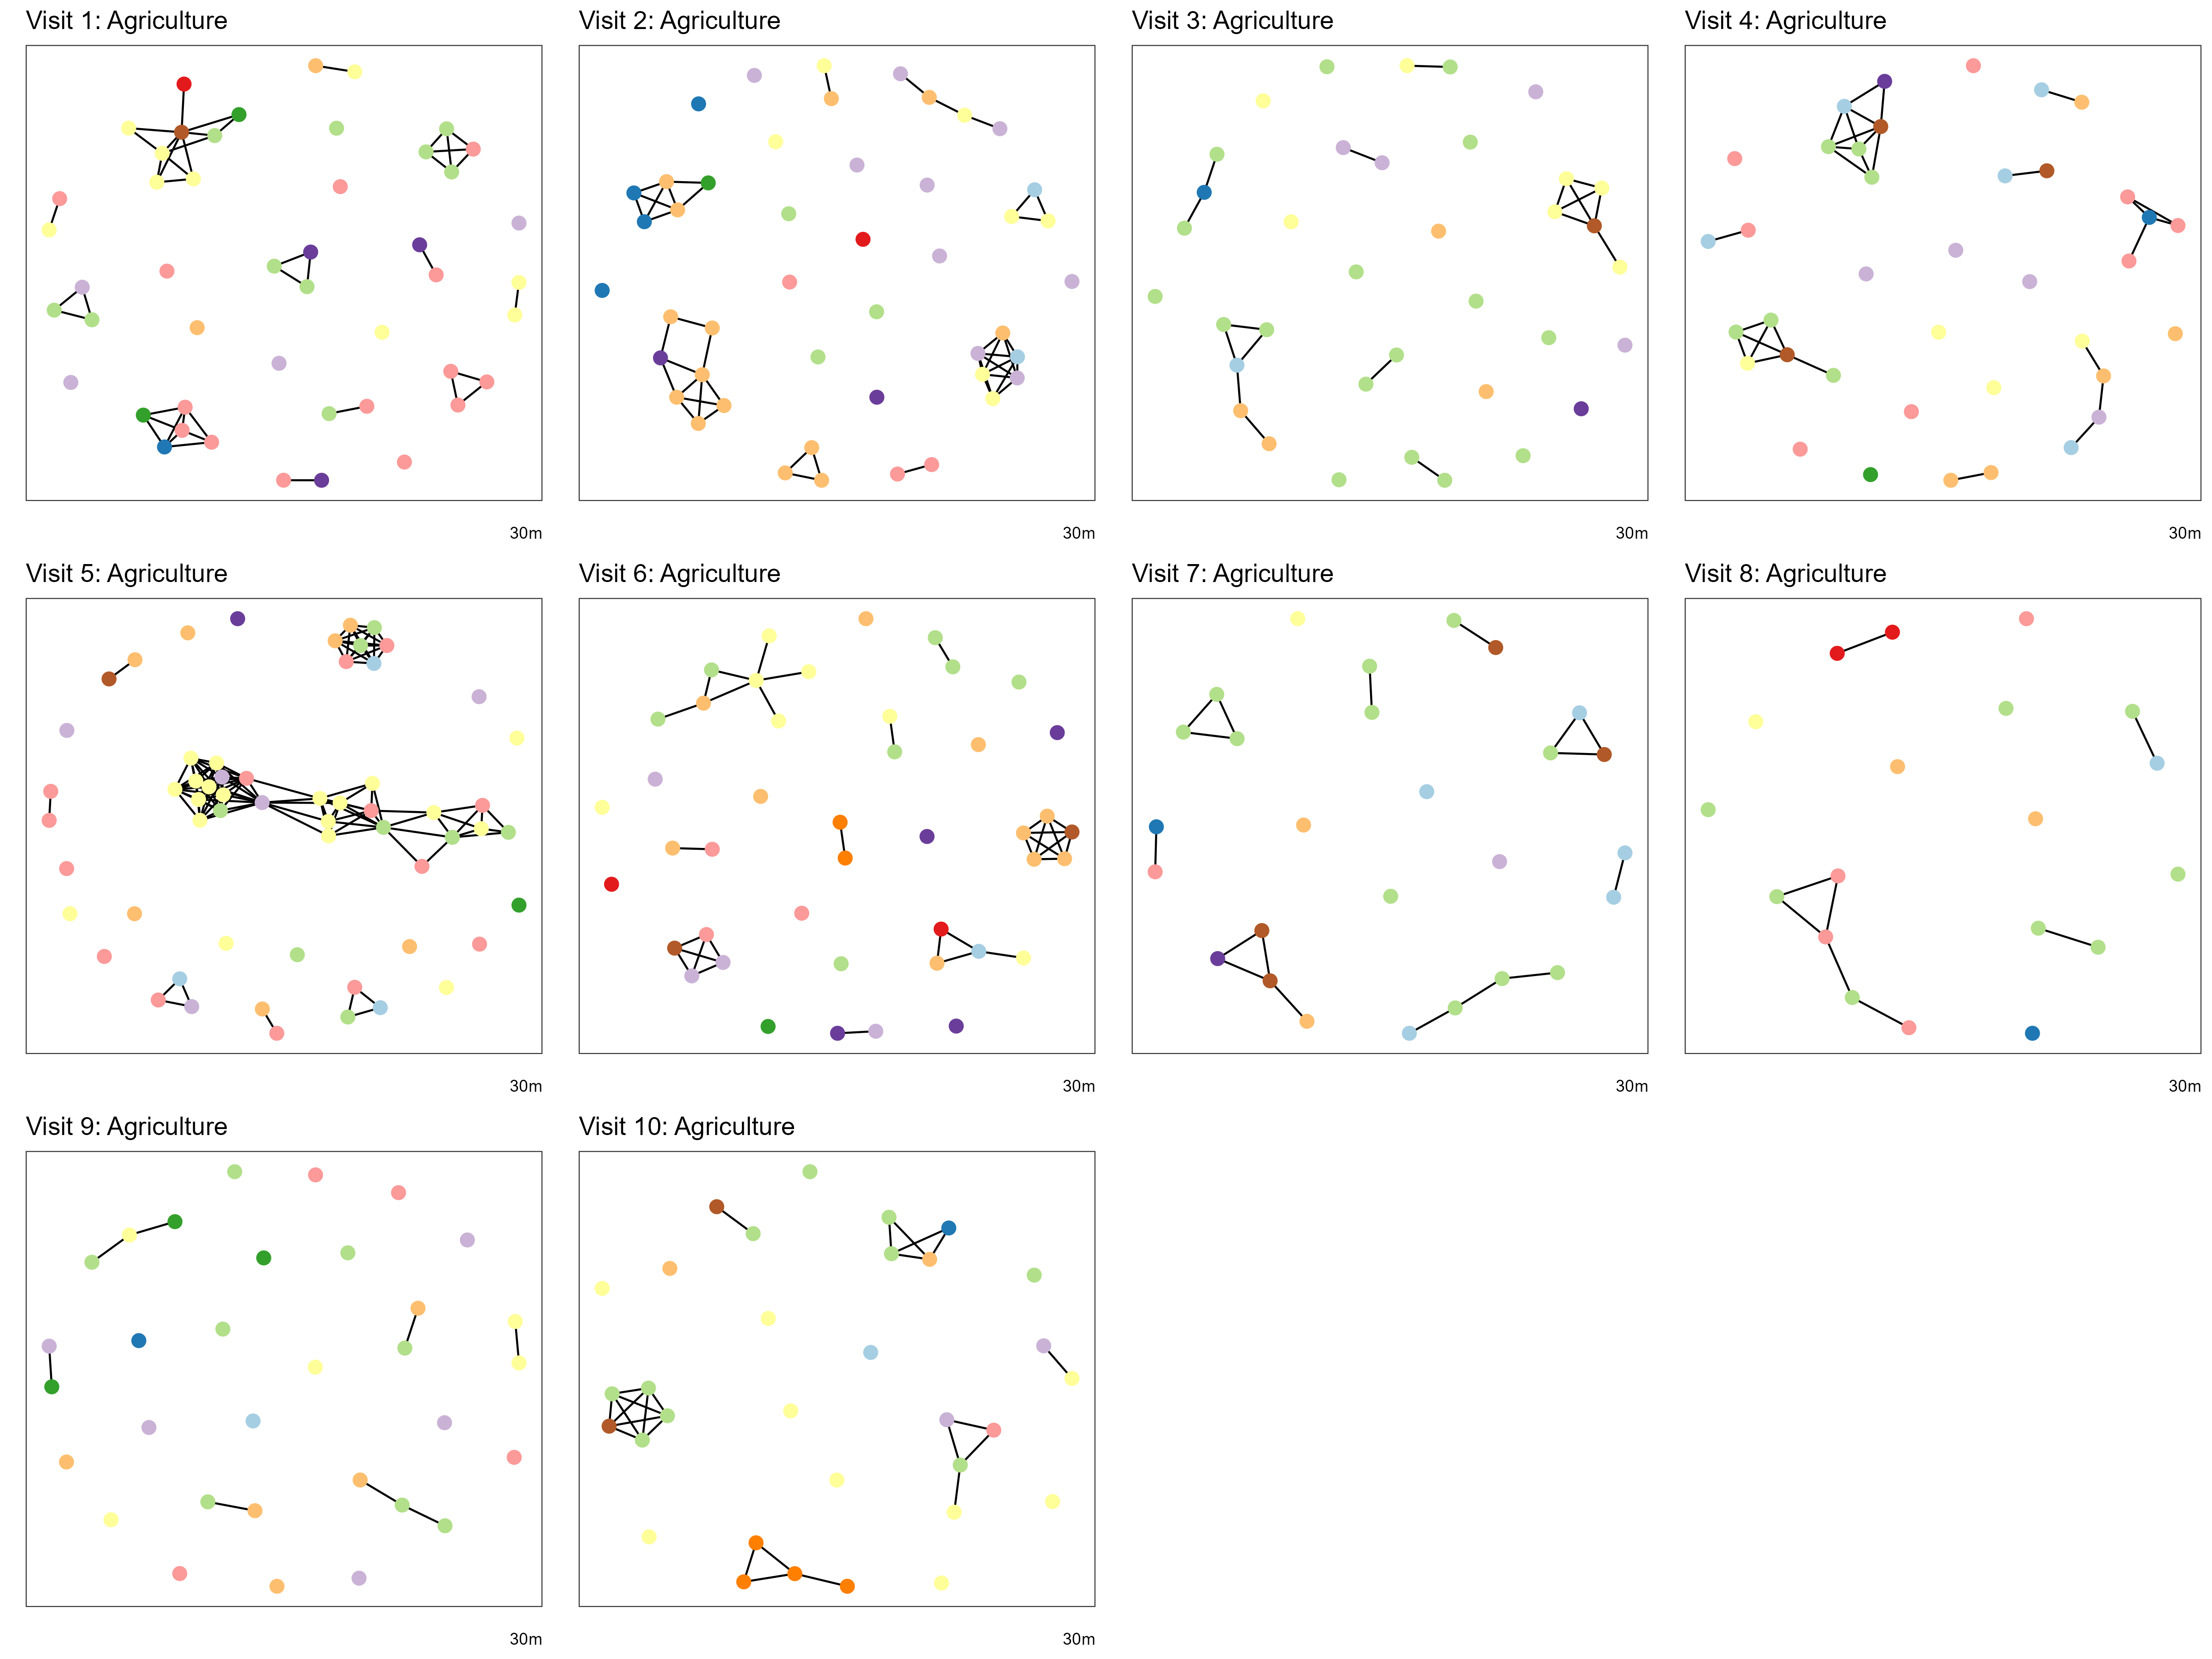 Visit 1: Agriculture
Visit 2: Agriculture
Visit 3: Agriculture
Visit 4: Agriculture
30m
30m
30m
30m
Visit 5: Agriculture
Visit 6: Agriculture
Visit 7: Agriculture
Visit 8: Agriculture
30m
30m
30m
30m
Visit 9: Agriculture
Visit 10: Agriculture
30m
30m